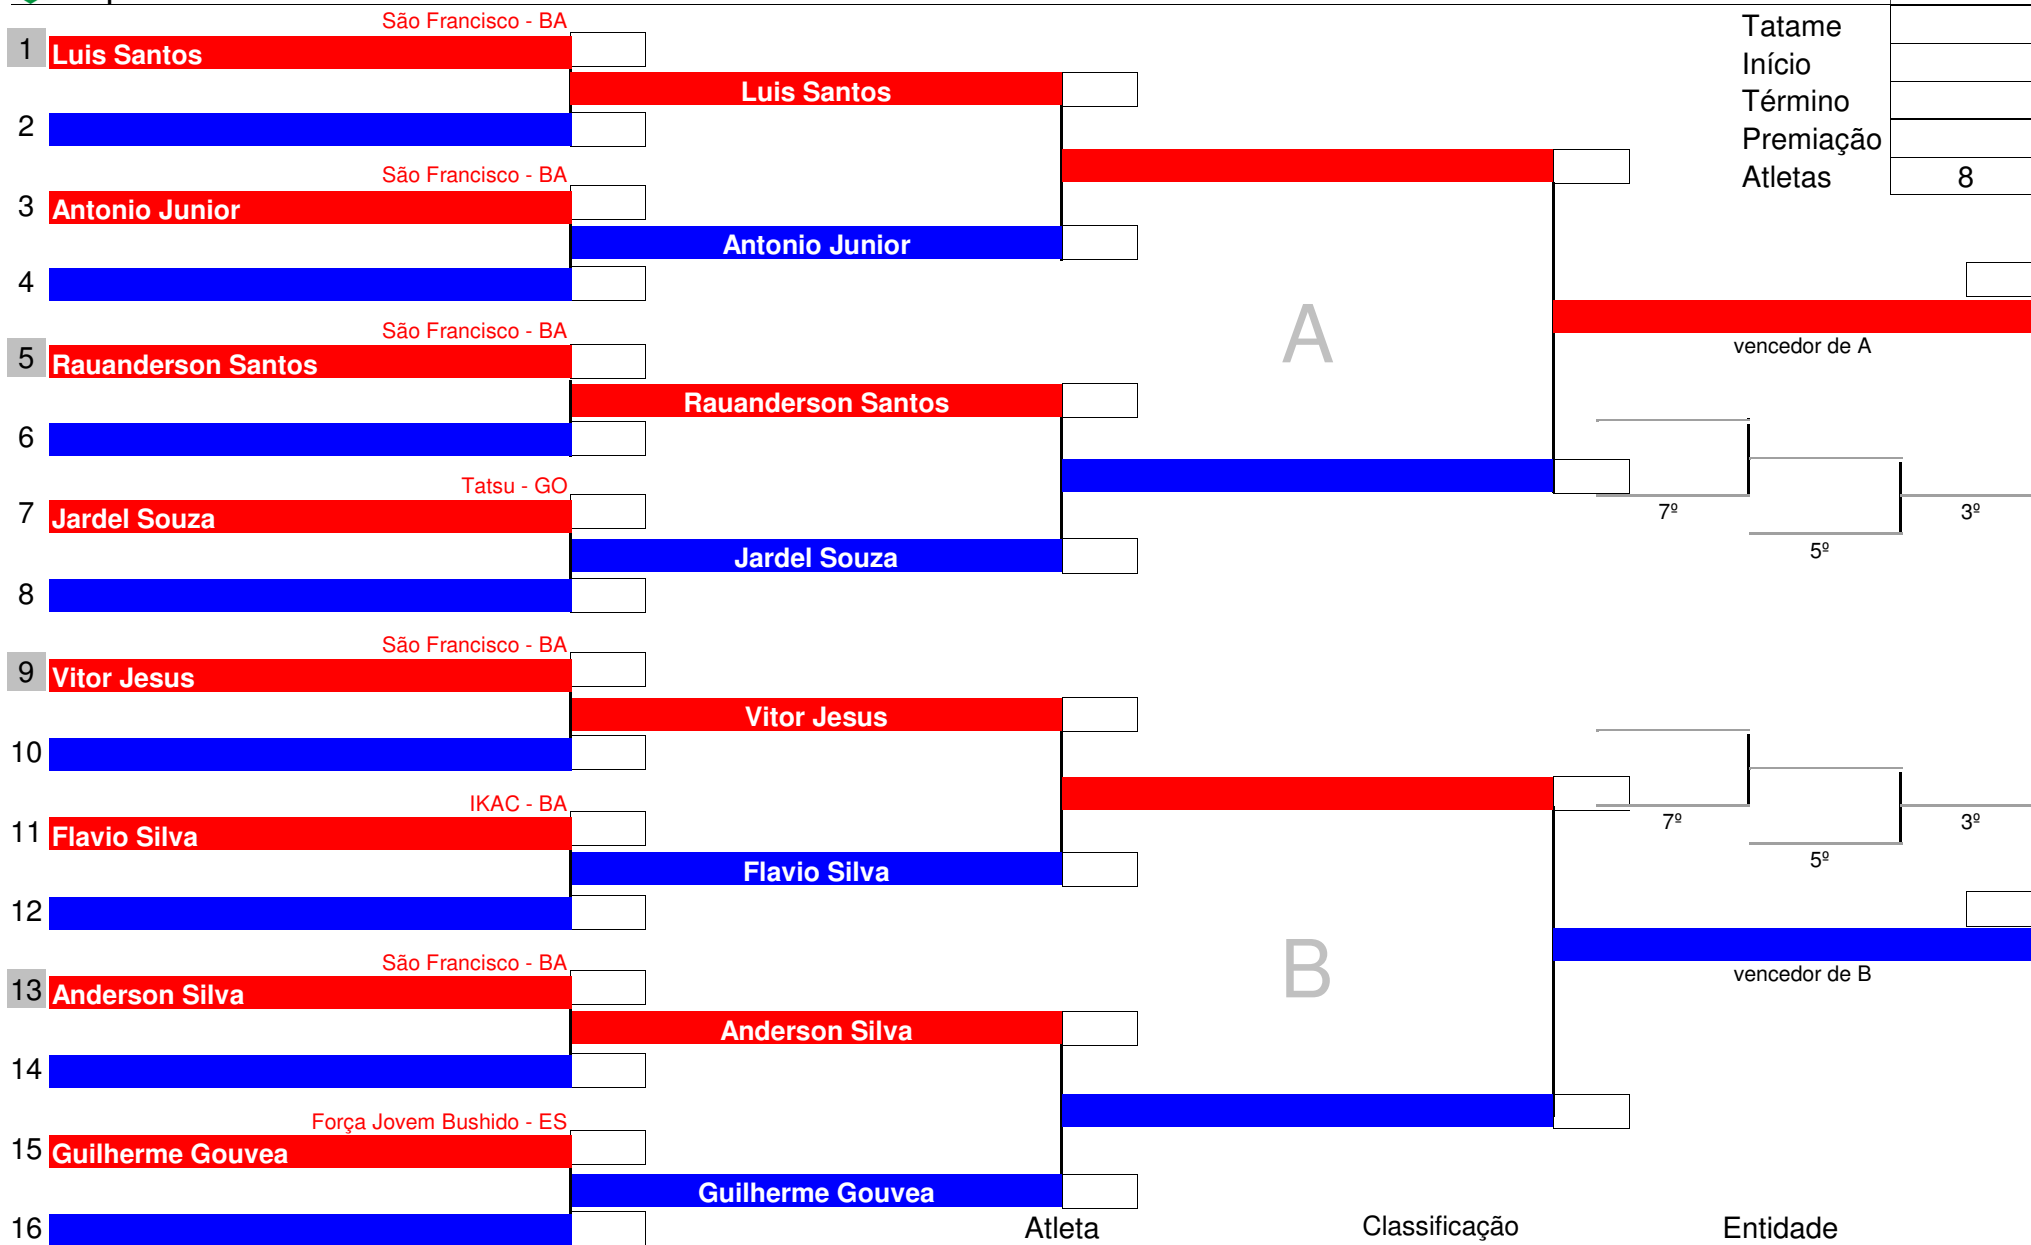 São Francisco - BA
1 Luis Santos
Luis Santos
2
São Francisco - BA
3 Antonio Junior
Antonio Junior
4
São Francisco - BA
5 Rauanderson Santos
Rauanderson Santos
6
Tatsu - GO
7 Jardel Souza
Jardel Souza
8
São Francisco - BA
9 Vitor Jesus
Vitor Jesus
10
IKAC - BA
11 Flavio Silva
Flavio Silva
12
São Francisco - BA
13 Anderson Silva
Anderson Silva
14
Força Jovem Bushido - ES
15 Guilherme Gouvea
Guilherme Gouvea
16
A
B
Tatame
Início
Término
Premiação
Atletas 8
vencedor de A
7º
3º
5º
7º
3º
5º
vencedor de B
Atleta Classificação Entidade